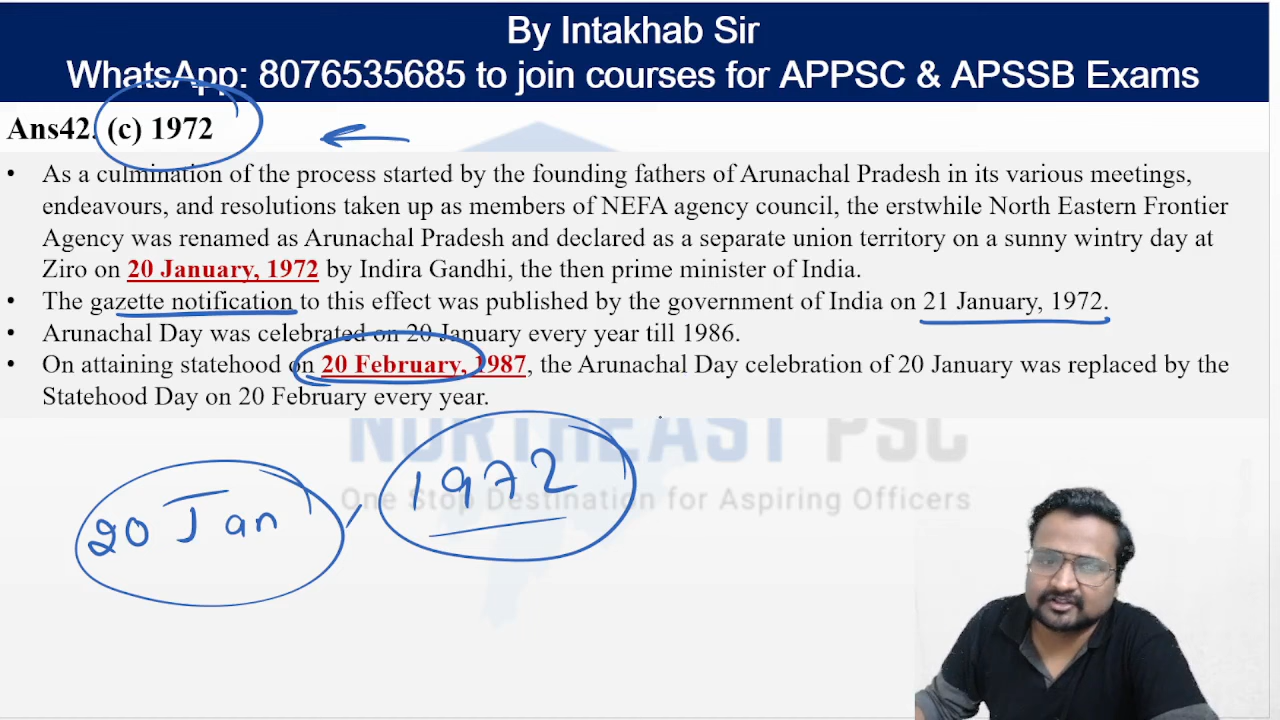 By Intakhab Sir
WhatsApp: 8076535685 to join courses for APPSC & APSSB Exams
Ans42. (c) 1972
• As a culmination of the process started by the founding fathers of Arunachal Pradesh in its various meetings,
endeavours, and resolutions taken up as members of NEFA agency council, the erstwhile North Eastern Frontier
Agency was renamed as Arunachal Pradesh and declared as a separate union territory on a sunny wintry day at
Ziro on 20 January, 1972 by Indira Gandhi, the then prime minister of India.
• The gazette notification to this effect was published by the government of India on 21 January, 1972.
• Arunachal Day was celebrated on 20 January every year till 1986.
• On attaining statehood on 20 February, 1987, the Arunachal Day celebration of 20 January was replaced by the
Statehood Day on 20 February every year.
NORTHEAST PSC
One Stop Destination for Aspiring Officers
20 Jan, 1972